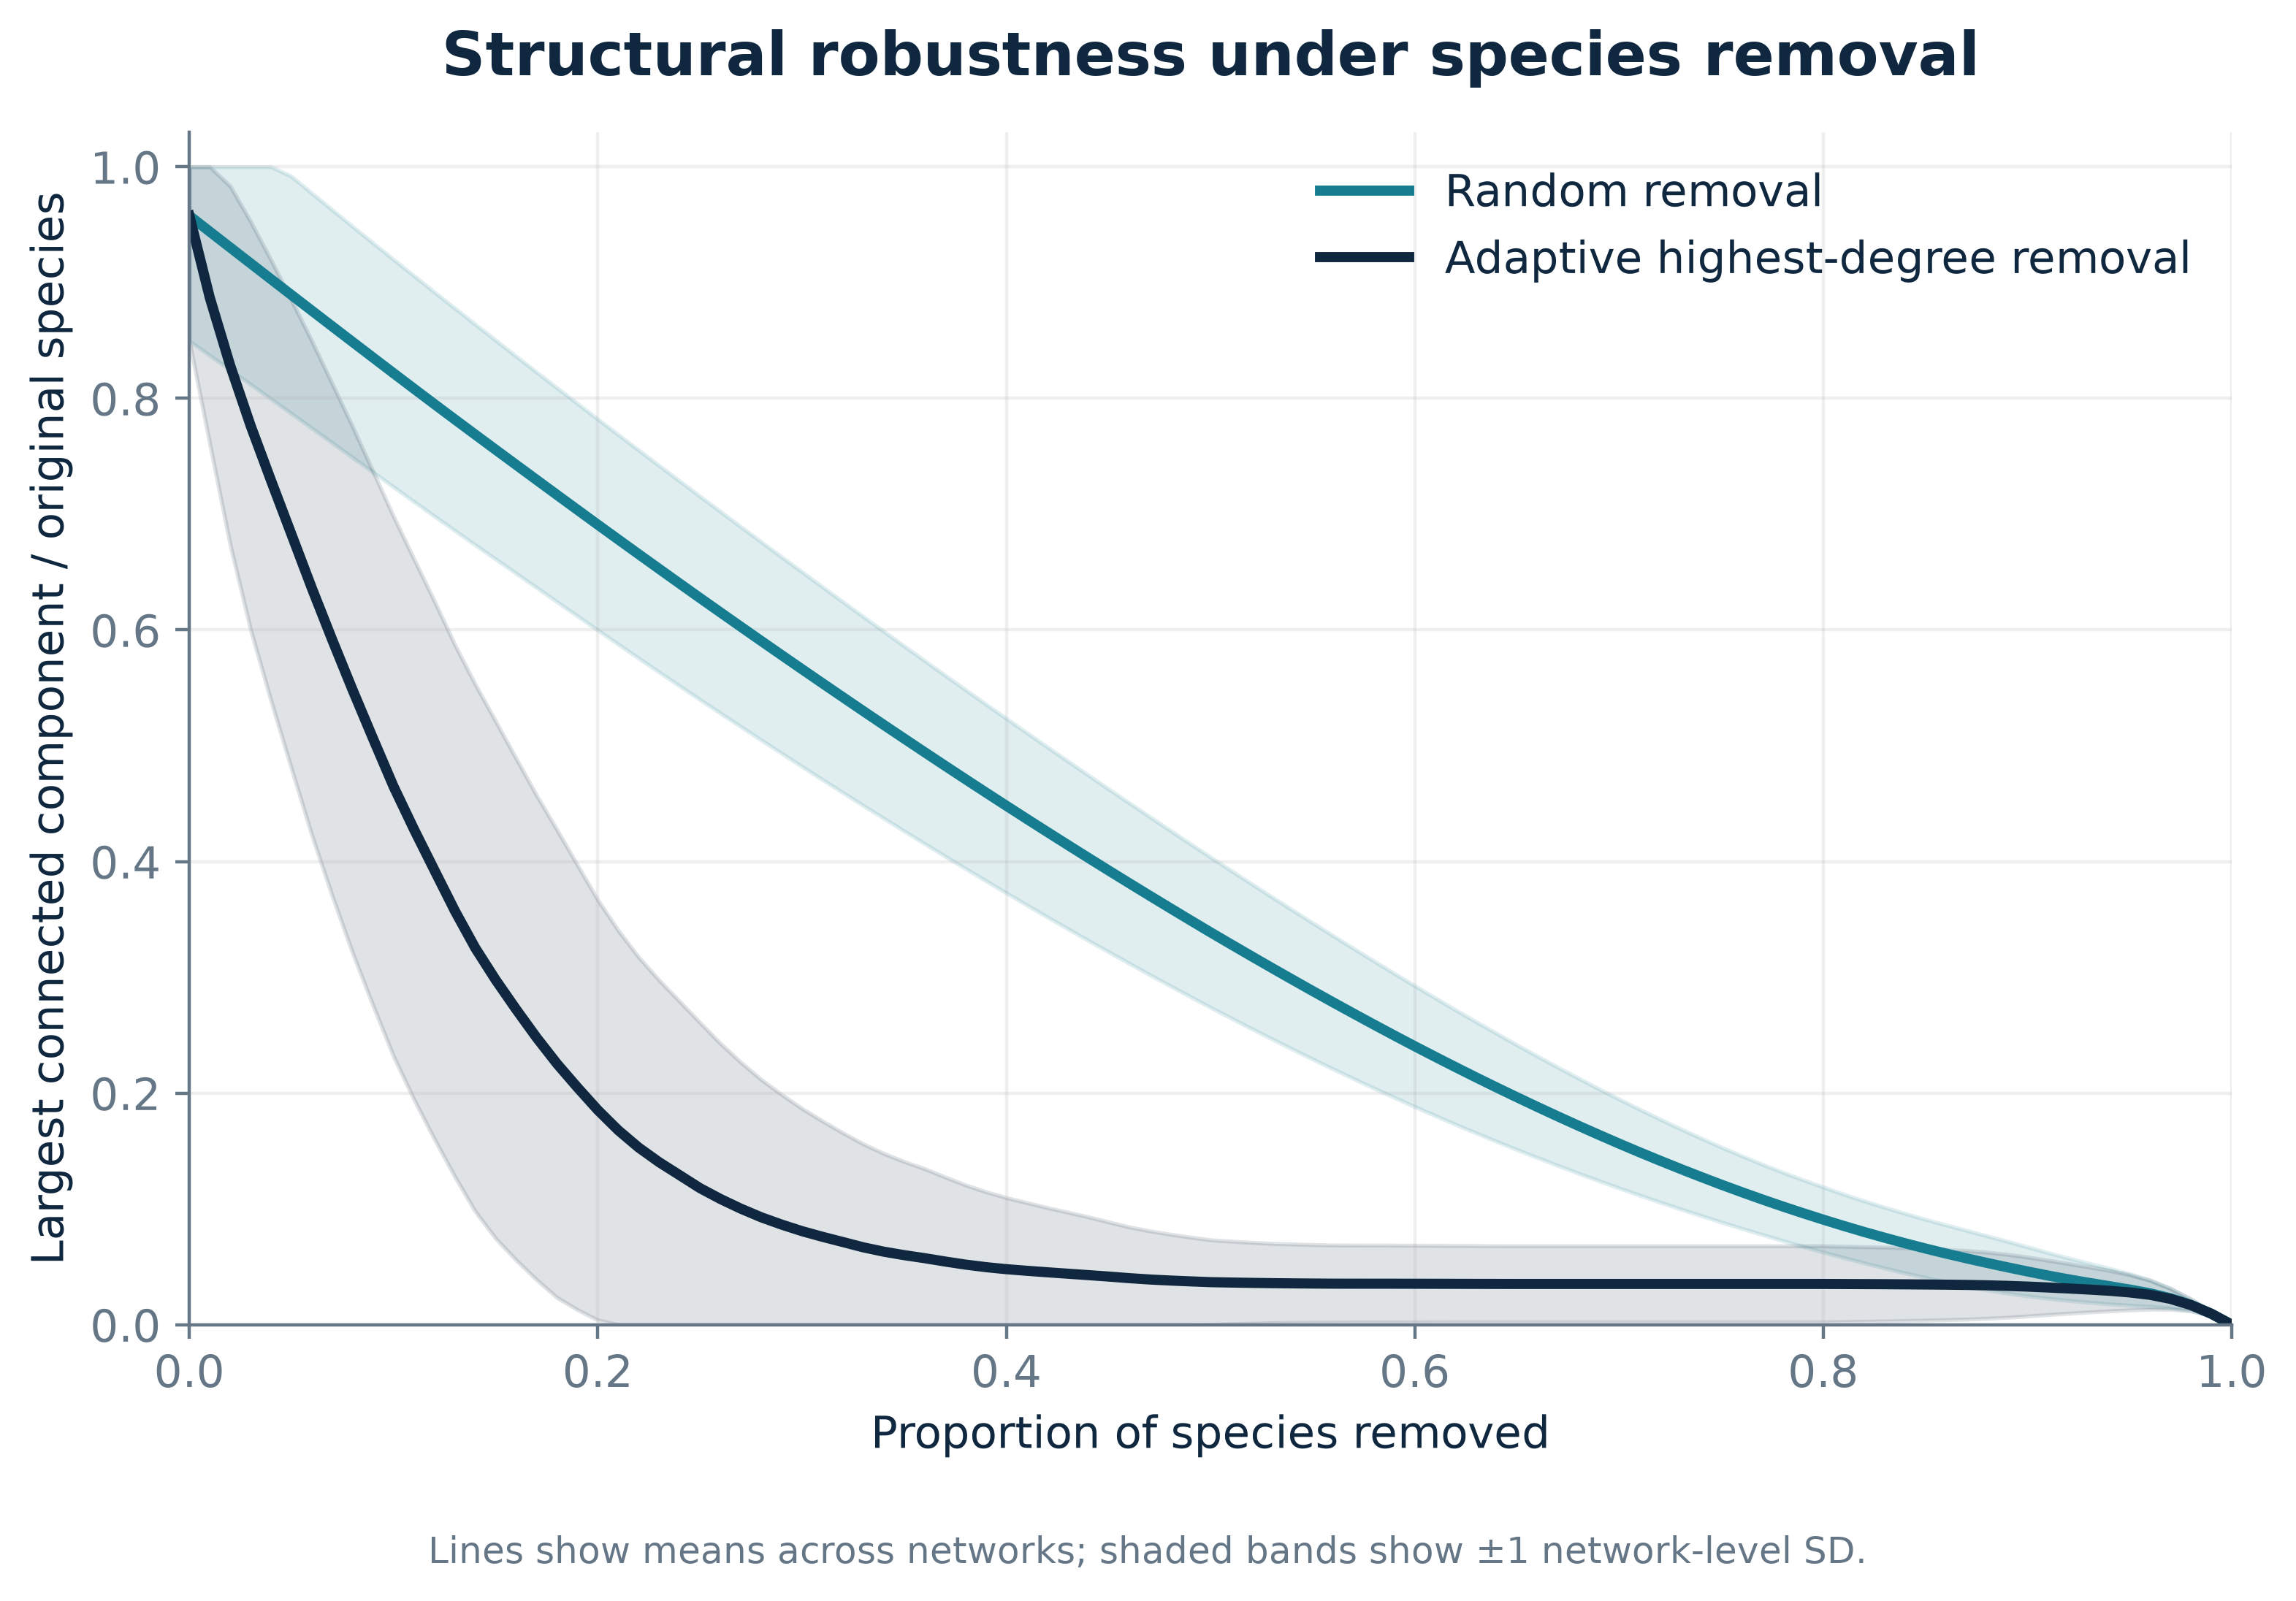 Structural robustness under species removal
Random removal
Adaptive highest-degree removal
Largest connected component / original species
1.0
0.8
0.6
0.4
0.2
0.0
0.0 0.2 0.4 0.6 0.8 1.0
Proportion of species removed
Lines show means across networks; shaded bands show ±1 network-level SD.